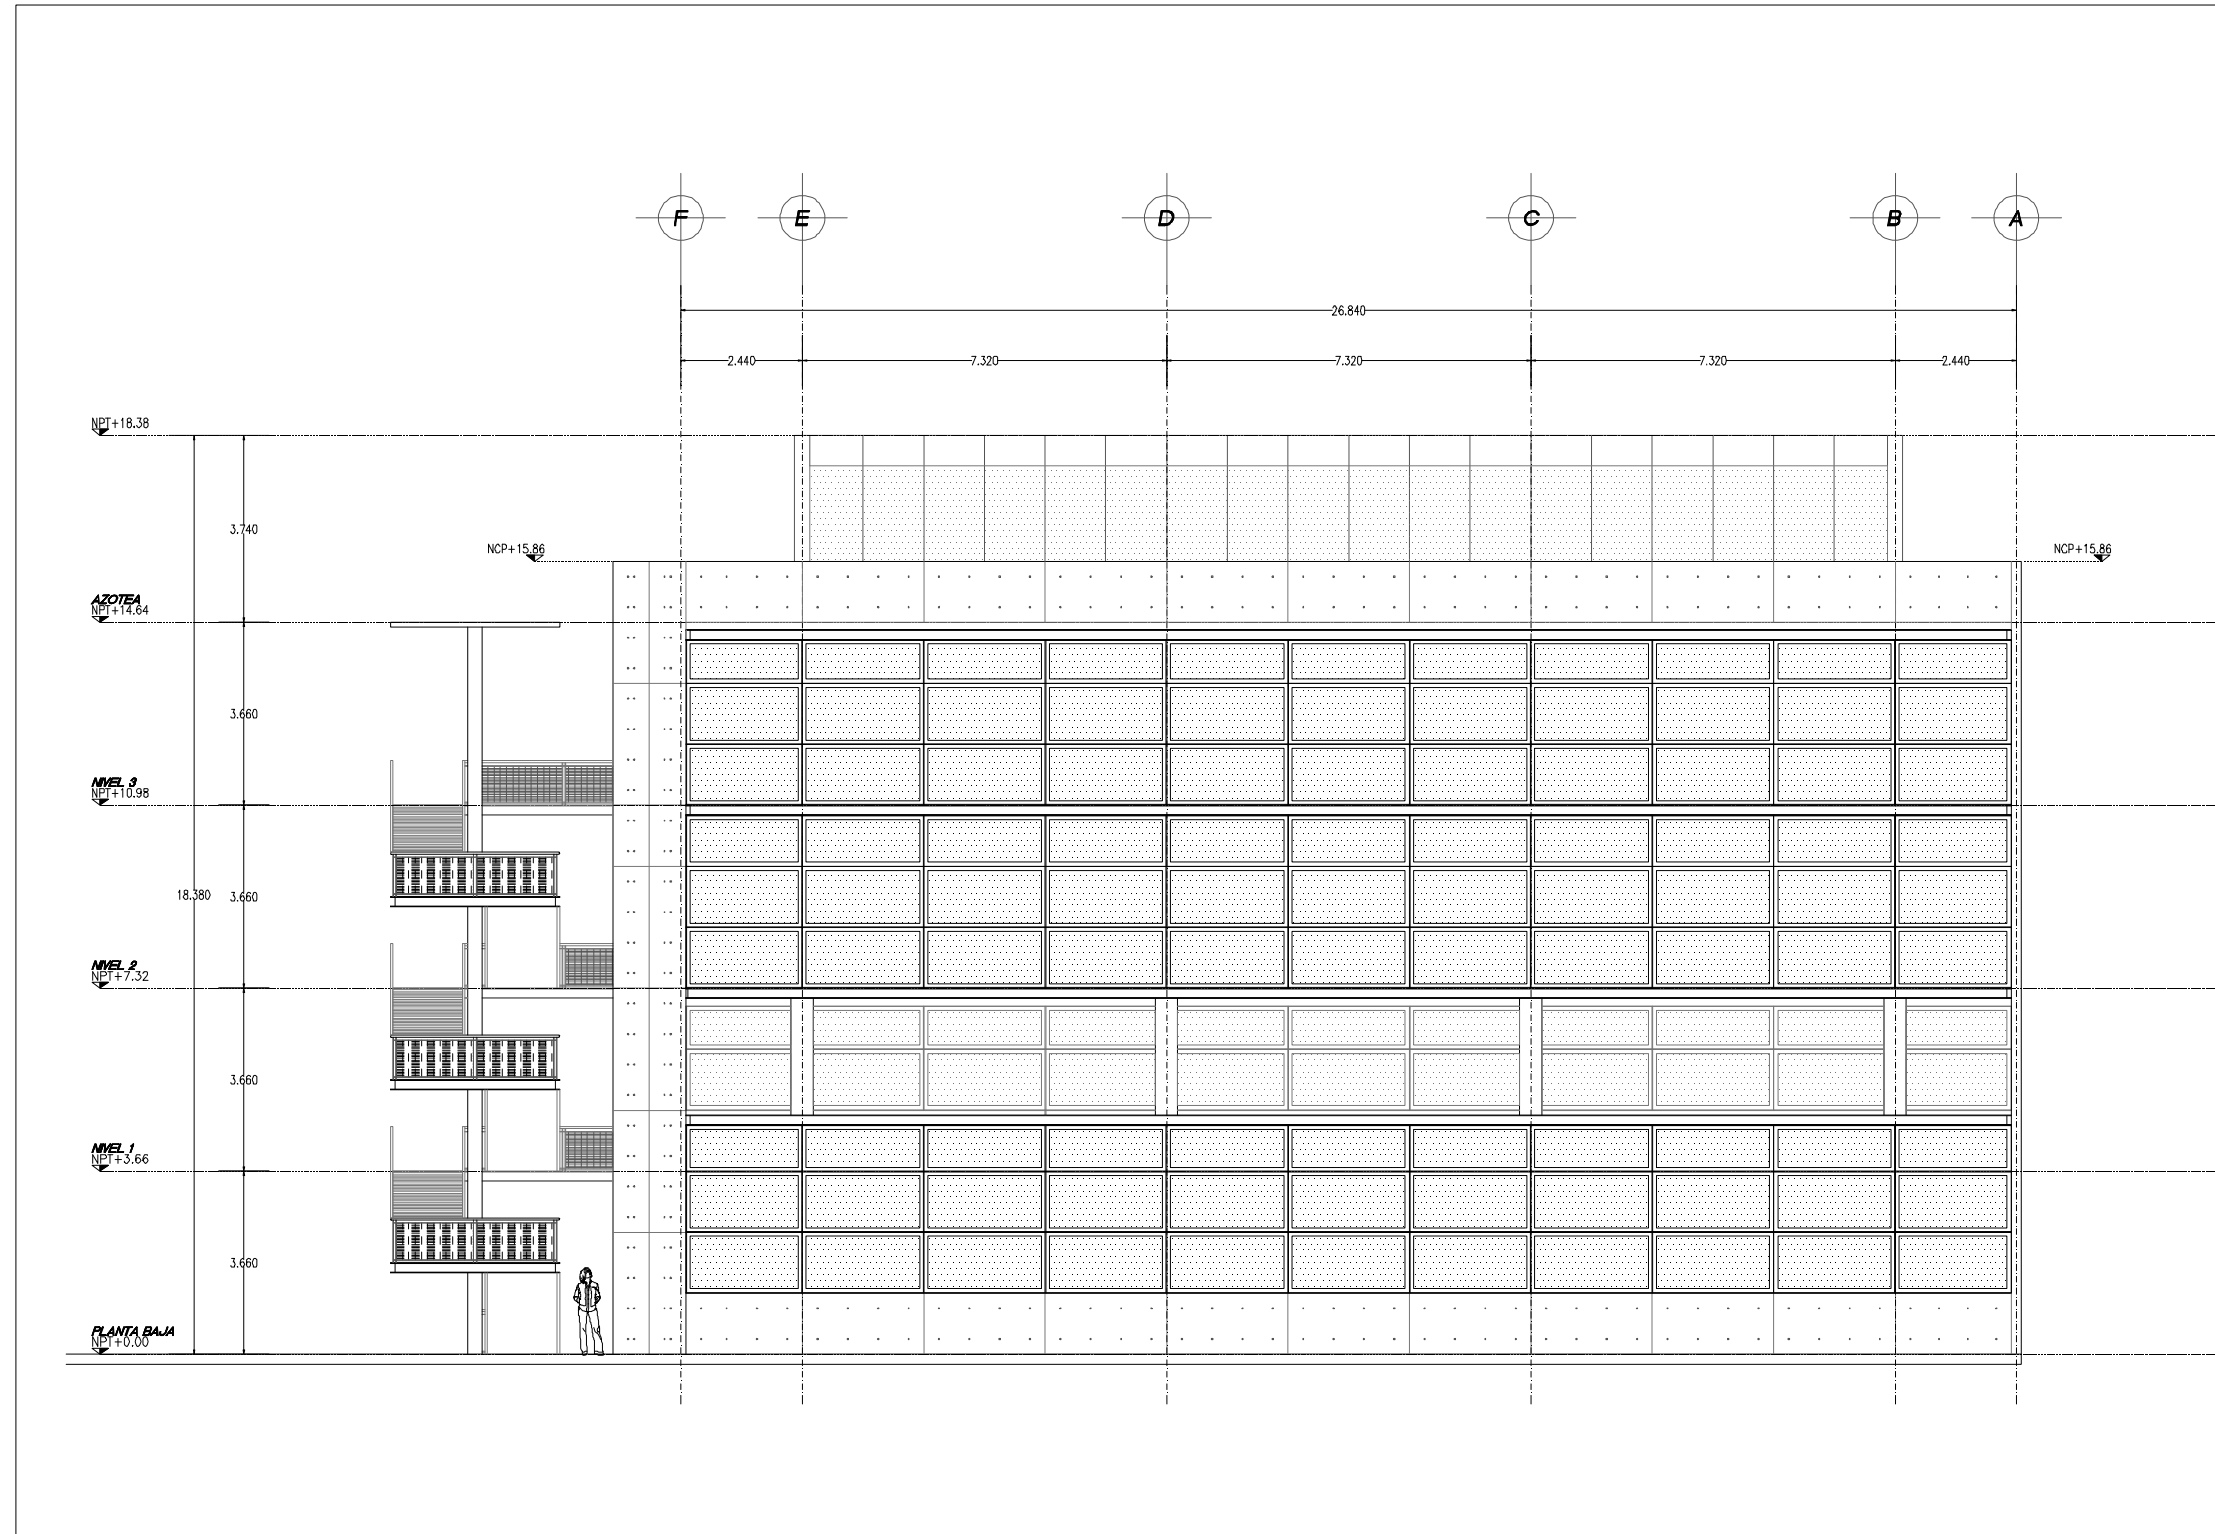 F E D C B A
26.840
2.440 7.320 7.320 7.320 2.440
NPT+18.38
3.740
NCP+15.86 NCP+15.86
AZOTEA
NPT+14.64
3.660
NIVEL 3
NPT+10.98
18.380 3.660
NIVEL 2
NPT+7.32
3.660
NIVEL 1
NPT+3.66
3.660
PLANTA BAJA
NPT+0.00